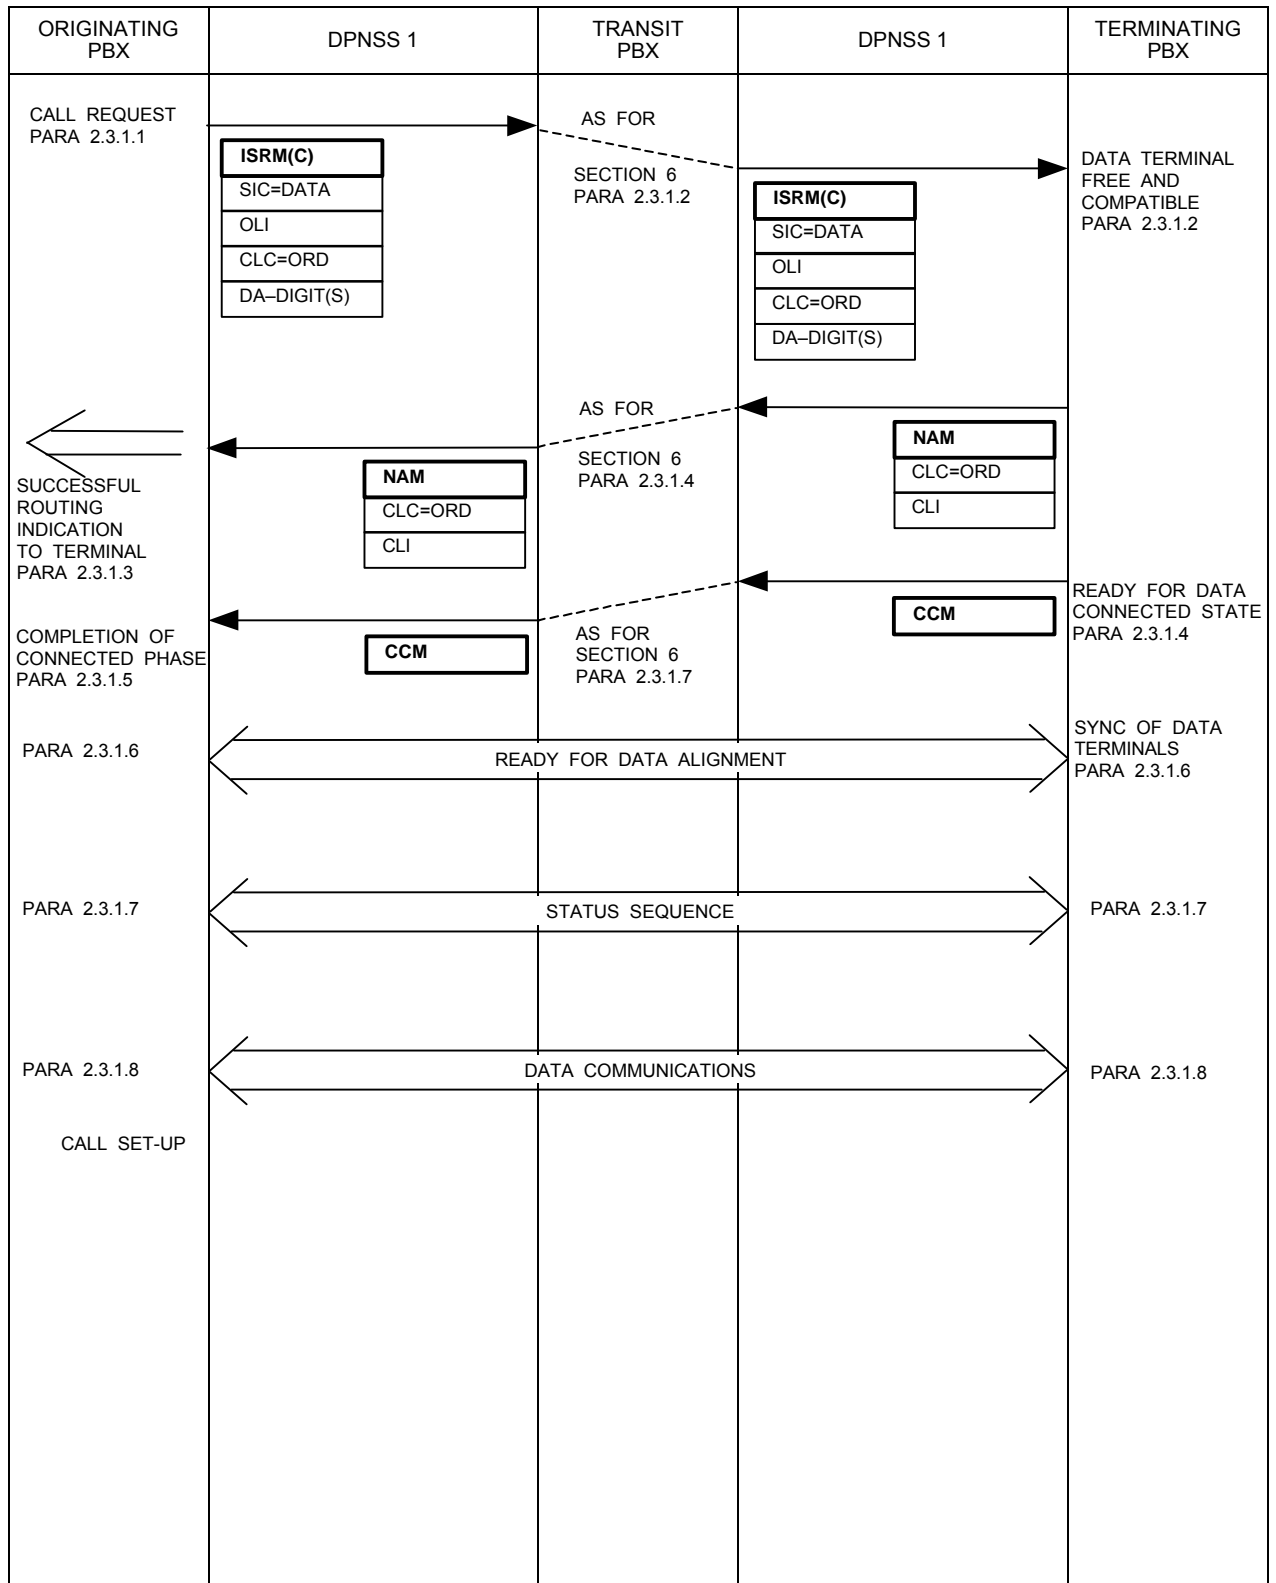 ORIGINATING
PBX
DPNSS 1
TRANSIT
PBX
DPNSS 1
TERMINATING
PBX
CALL REQUEST
PARA 2.3.1.1
ISRM(C)
SIC=DATA
OLI
CLC=ORD
DA–DIGIT(S)
AS FOR
SECTION 6
PARA 2.3.1.2
ISRM(C)
SIC=DATA
OLI
CLC=ORD
DA–DIGIT(S)
DATA TERMINAL
FREE AND
COMPATIBLE
PARA 2.3.1.2
SUCCESSFUL
ROUTING
INDICATION
TO TERMINAL
PARA 2.3.1.3
NAM
CLC=ORD
CLI
AS FOR
SECTION 6
PARA 2.3.1.4
NAM
CLC=ORD
CLI
COMPLETION OF
CONNECTED PHASE
PARA 2.3.1.5
CCM
AS FOR
SECTION 6
PARA 2.3.1.7
CCM
READY FOR DATA
CONNECTED STATE
PARA 2.3.1.4
PARA 2.3.1.6
READY FOR DATA ALIGNMENT
SYNC OF DATA
TERMINALS
PARA 2.3.1.6
PARA 2.3.1.7
STATUS SEQUENCE
PARA 2.3.1.7
PARA 2.3.1.8
DATA COMMUNICATIONS
PARA 2.3.1.8
CALL SET-UP